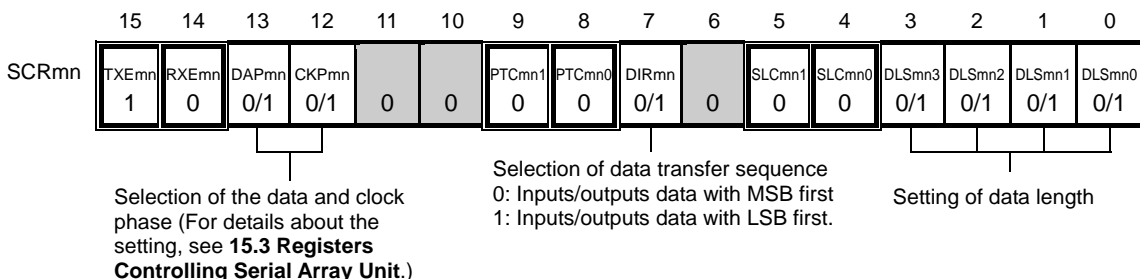 15 14 13 12 11 10 9 8 7 6 5 4 3 2 1 0
SCRmn TXEmn RXEmn DAPmn CKPmn PTCmn1 PTCmn0 DIRmn SLCmn1 SLCmn0 DLSmn3 DLSmn2 DLSmn1 DLSmn0
1 0 0/1 0/1 0 0 0 0 0/1 0 0 0 0/1 0/1 0/1 0/1
Selection of the data and clock
phase (For details about the
setting, see 15.3 Registers
Controlling Serial Array Unit.)
Selection of data transfer sequence
0: Inputs/outputs data with MSB first
1: Inputs/outputs data with LSB first.
Setting of data length